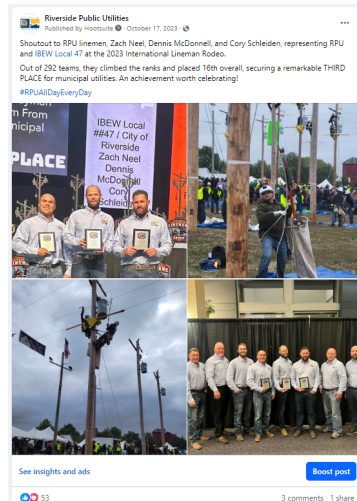 Riverside Public Utilities
Published by Hootsuite · October 17, 2023 ·
Shoutout to RPU linemen, Zach Neel, Dennis McDonnell, and Cory Schleiden, representing RPU
and IBEW Local 47 at the 2023 International Lineman Rodeo.
Out of 292 teams, they climbed the ranks and placed 16th overall, securing a remarkable THIRD
PLACE for municipal utilities. An achievement worth celebrating!
#RPUAllDayEveryDay
m From
nicipal
PLACE
IBEW Local
##47 / City of
Riverside
Zach Neel
Dennis
McDonnell
Cory
Schleiden
See insights and ads
Boost post
53
3 comments 1 share